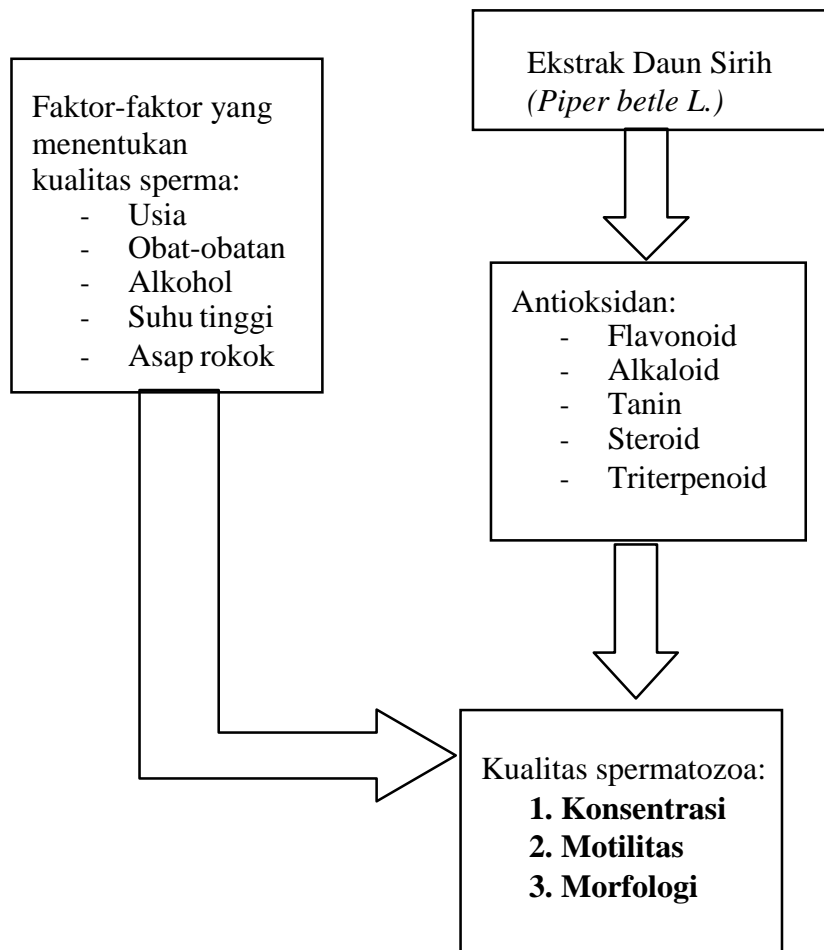 Faktor-faktor yang
menentukan
kualitas sperma:
- Usia
- Obat-obatan
- Alkohol
- Suhu tinggi
- Asap rokok
Ekstrak Daun Sirih
(Piper betle L.)
Antioksidan:
- Flavonoid
- Alkaloid
- Tanin
- Steroid
- Triterpenoid
Kualitas spermatozoa:
1. Konsentrasi
2. Motilitas
3. Morfologi